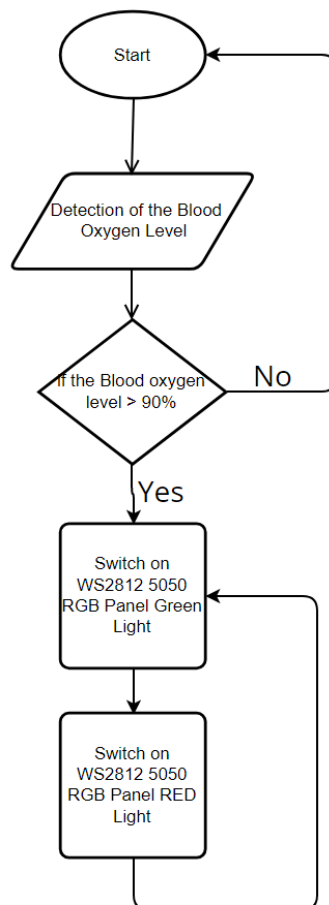 Start
Detection of the Blood
Oxygen Level
If the Blood oxygen
level > 90%
No
Yes
Switch on
WS2812 5050
RGB Panel Green
Light
Switch on
WS2812 5050
RGB Panel RED
Light